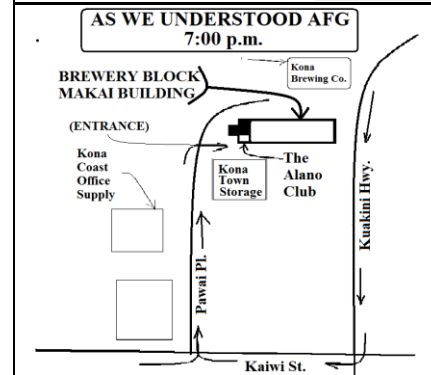 AS WE UNDERSTOOD AFG
7:00 p.m.
Kona
Brewing Co.
BREWERY BLOCK
MAKAI BUILDING
(ENTRANCE)
Kona
Coast
Office
Supply
Kona
Town
Storage
The
Alano
Club
Kuakini Hwy.
Pawai Pl.
Kaiwi St.